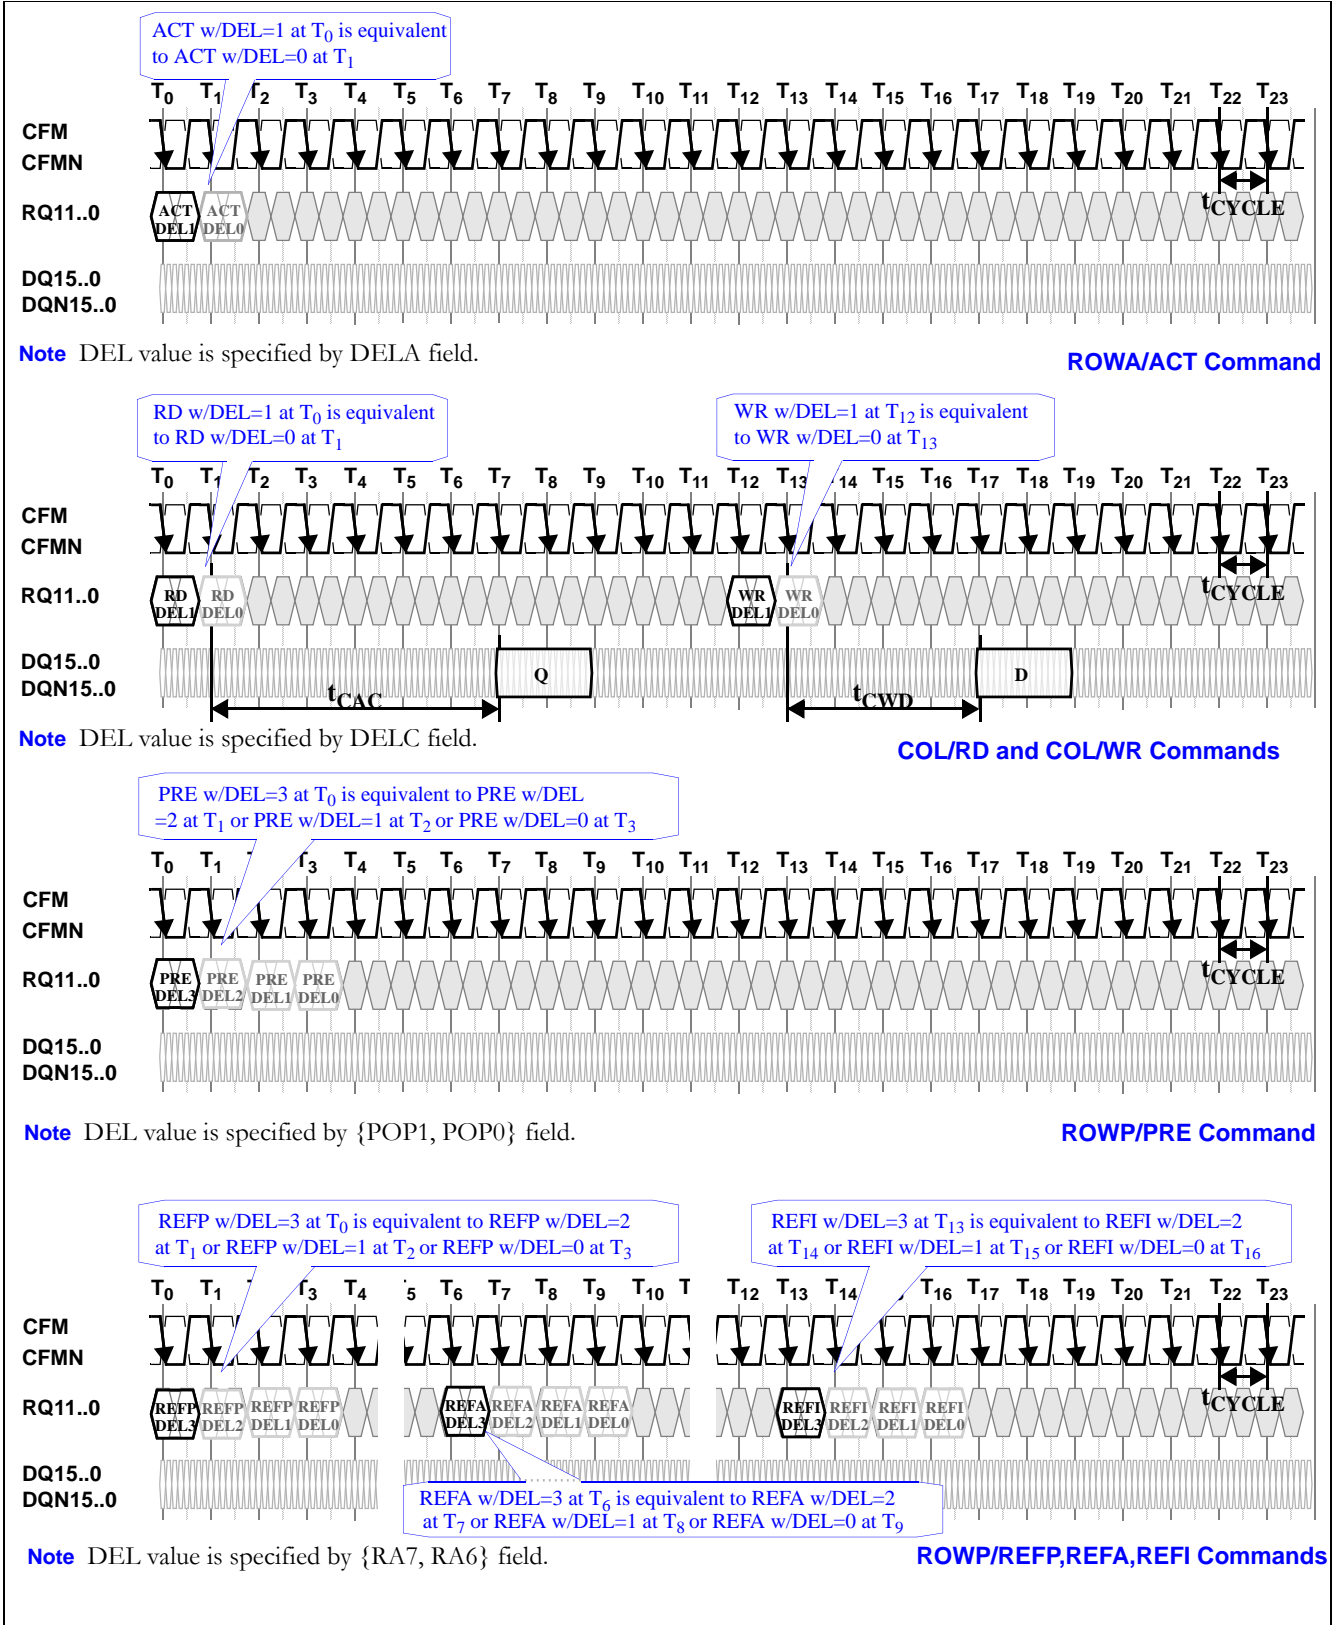 ACT w/DEL=1 at T0 is equivalent
to ACT w/DEL=0 at T1
T0 T1 T2 T3 T4 T5 T6 T7 T8 T9 T10 T11 T12 T13 T14 T15 T16 T17 T18 T19 T20 T21 T22 T23
CFM
CFMN
tCYCLE
RQ11..0
ACT DEL1
ACT DEL0
DQ15..0
DQN15..0
Note DEL value is specified by DELA field.
ROWA/ACT Command
RD w/DEL=1 at T0 is equivalent
to RD w/DEL=0 at T1
WR w/DEL=1 at T12 is equivalent
to WR w/DEL=0 at T13
T0 T1 T2 T3 T4 T5 T6 T7 T8 T9 T10 T11 T12 T13 T14 T15 T16 T17 T18 T19 T20 T21 T22 T23
CFM
CFMN
tCYCLE
RQ11..0
RD DEL1
RD DEL0
WR DEL1
WR DEL0
DQ15..0
DQN15..0
Q
D
tCAC
tCWD
Note DEL value is specified by DELC field.
COL/RD and COL/WR Commands
PRE w/DEL=3 at T0 is equivalent to PRE w/DEL
=2 at T1 or PRE w/DEL=1 at T2 or PRE w/DEL=0 at T3
T0 T1 T2 T3 T4 T5 T6 T7 T8 T9 T10 T11 T12 T13 T14 T15 T16 T17 T18 T19 T20 T21 T22 T23
CFM
CFMN
tCYCLE
RQ11..0
PRE DEL3
PRE DEL2
PRE DEL1
PRE DEL0
DQ15..0
DQN15..0
Note DEL value is specified by {POP1, POP0} field.
ROWP/PRE Command
REFP w/DEL=3 at T0 is equivalent to REFP w/DEL=2
at T1 or REFP w/DEL=1 at T2 or REFP w/DEL=0 at T3
REFI w/DEL=3 at T13 is equivalent to REFI w/DEL=2
at T14 or REFI w/DEL=1 at T15 or REFI w/DEL=0 at T16
T0 T1 T3 T4 5 T6 T7 T8 T9 T10 T T12 T13 T14 T16 T17 T18 T19 T20 T21 T22 T23
CFM
CFMN
tCYCLE
RQ11..0
REFP DEL3
REFP DEL2
REFP DEL1
REFP DEL0
REFA DEL3
REFA DEL2
REFA DEL1
REFA DEL0
REFI DEL3
REFI DEL2
REFI DEL1
REFI DEL0
DQ15..0
DQN15..0
REFA w/DEL=3 at T6 is equivalent to REFA w/DEL=2
at T7 or REFA w/DEL=1 at T8 or REFA w/DEL=0 at T9
Note DEL value is specified by {RA7, RA6} field.
ROWP/REFP,REFA,REFI Commands